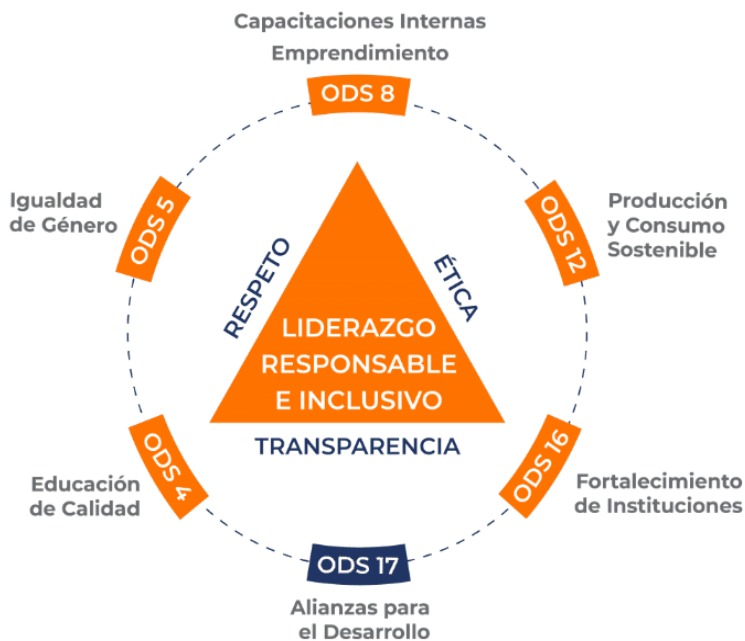 Capacitaciones Internas
Emprendimiento
ODS 8
Igualdad
de Género
ODS 5
ODS 12
Producción
y Consumo
Sostenible
RESPETO
ÉTICA
LIDERAZGO
RESPONSABLE
E INCLUSIVO
TRANSPARENCIA
ODS 4
Educación
de Calidad
ODS 16
Fortalecimiento
de Instituciones
ODS 17
Alianzas para
el Desarrollo